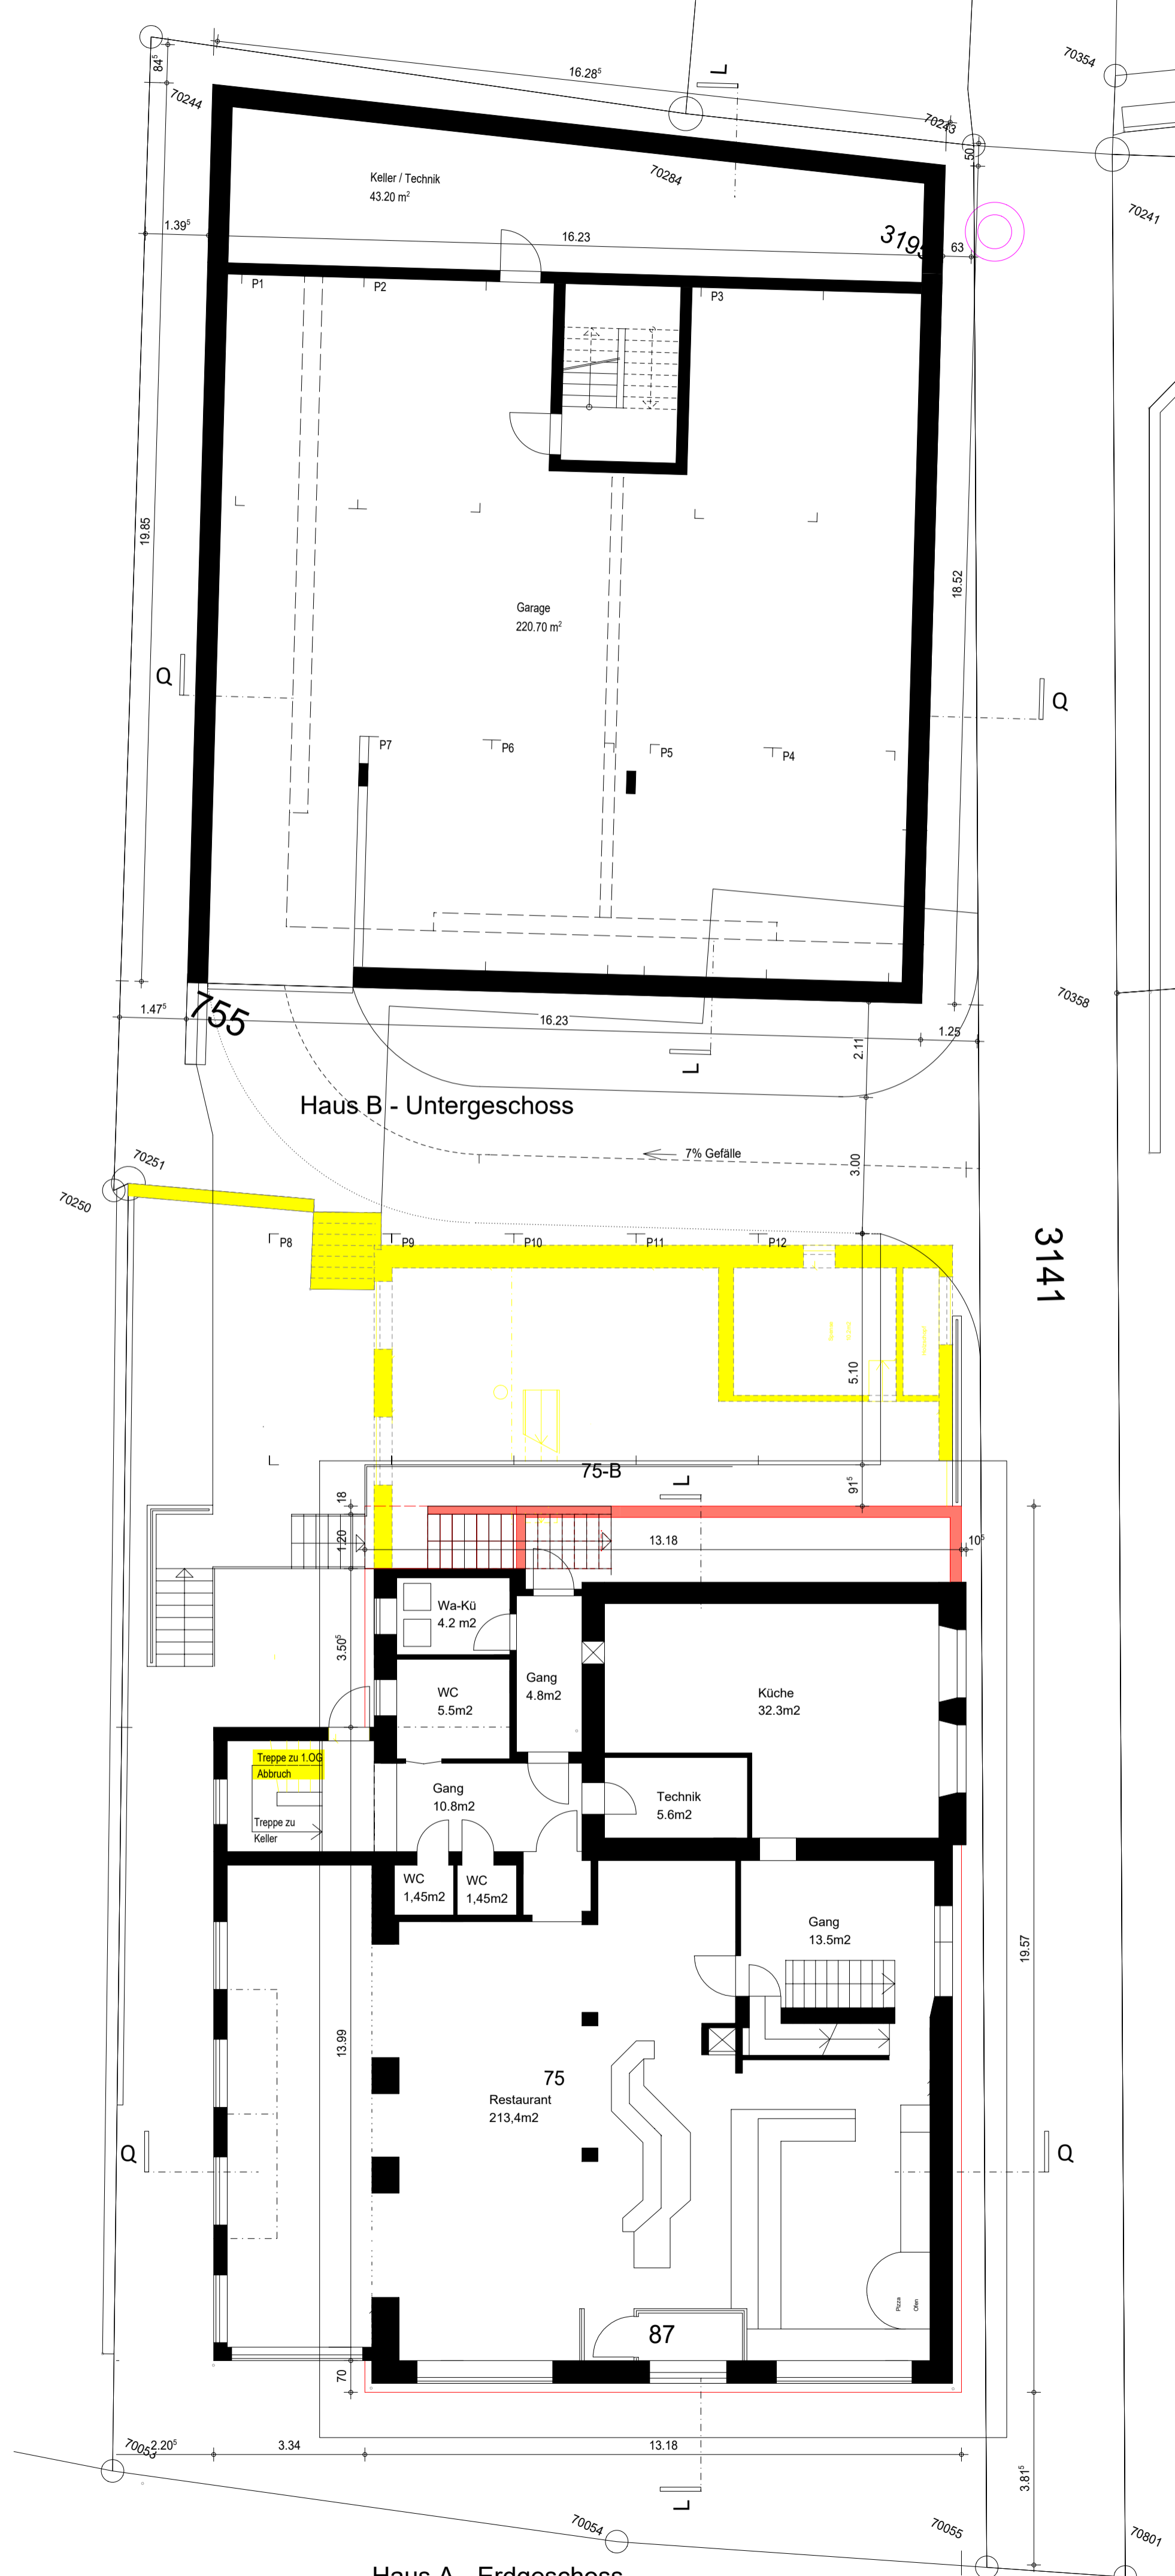 70354
84⁵
16.28⁵
L
70244
70243
50
Keller / Technik
43.20 m²
70284
70241
1.39⁵
16.23
3195
63
P1
P2
P3
19.85
18.52
Garage
220.70 m²
Q
Q
P7
P6
P5
P4
70358
1.47⁵
755
16.23
1.25
2.11
L
Haus B - Untergeschoss
7% Gefälle
3.00
70251
70250
P8
P9
P10
P11
P12
3141
5.10
75-B
L
91⁵
18
1.20
13.18
10⁵
Wa-Kü
4.2 m2
3.50⁵
Gang
4.8m2
WC
5.5m2
Küche
32.3m2
Treppe zu 1.OG
Abbruch
Gang
10.8m2
Technik
5.6m2
Treppe zu
Keller
WC
1,45m2
WC
1,45m2
Gang
13.5m2
19.57
13.99
75
Restaurant
213,4m2
Q
Q
Pizza
Ofen
87
70
70053
2.20⁵
3.34
13.18
3.81⁵
L
70054
70055
70801
Haus A - Erdgeschoss